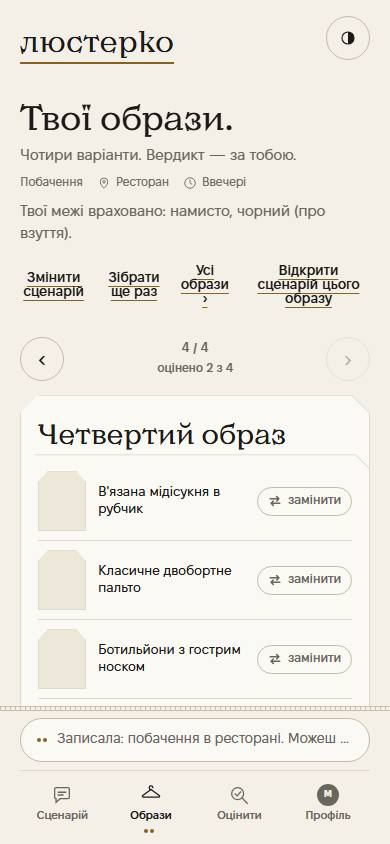 люстерко
Твої образи.
Чотири варіанти. Вердикт — за тобою.
Побачення Ресторан Ввечері
Твої межі враховано: намисто, чорний (про
взуття).
Змінити
сценарій
Зібрати
ще раз
Усі
образи
›
Відкрити
сценарій цього
образу
‹
4 / 4
оцінено 2 з 4
›
Четвертий образ
В'язана мідісукня в
рубчик
замінити
Класичне двобортне
пальто
замінити
Ботильйони з гострим
носком
замінити
Записала: побачення в ресторані. Можеш ...
Сценарій
Образи
Оцінити
М
Профіль